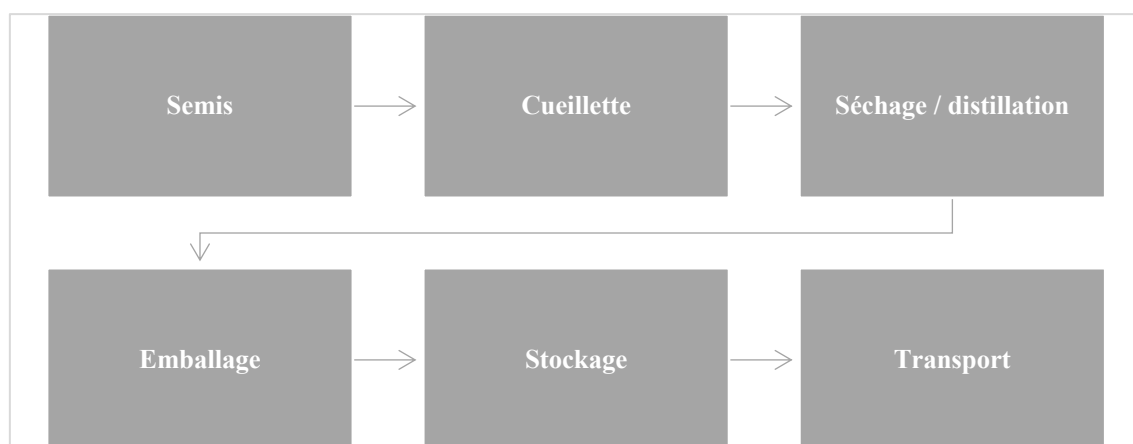 Semis
Cueillette
Séchage / distillation
Emballage
Stockage
Transport